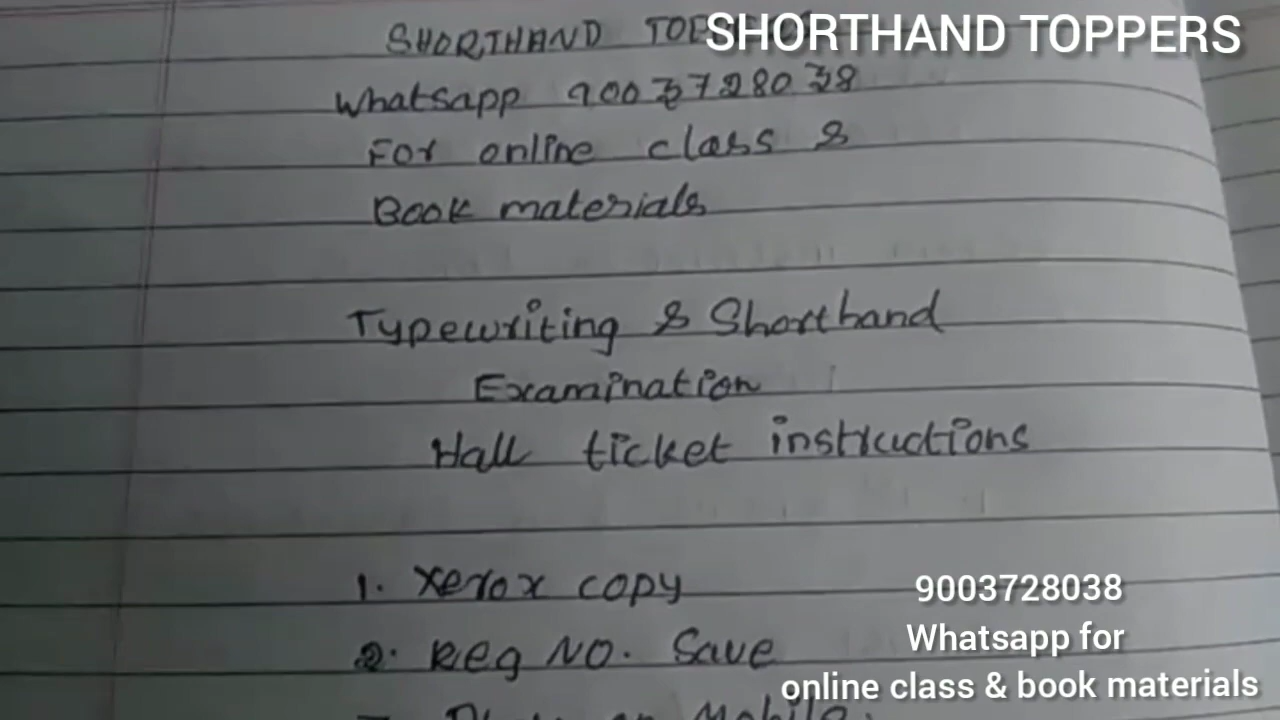 SHORTHAND TOPPERS
SHORTHAND
Whatsapp 9003728038
For online class &
Book materials
Typewriting & Shorthand
Examination
Hall ticket instructions
1. Xerox copy
2. Reg No. Save
9003728038
Whatsapp for
online class & book materials